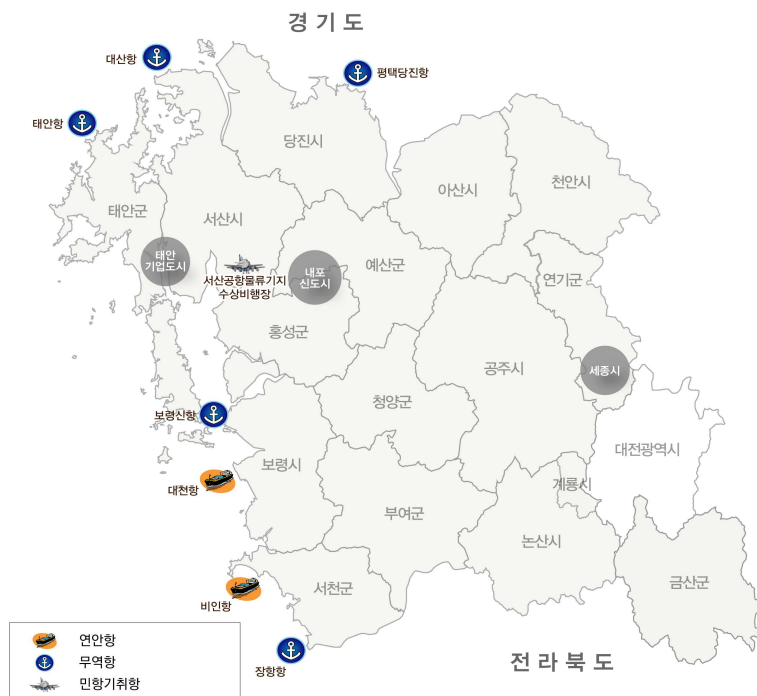 경기도
대산항
평택당진항
태안항
당진시
아산시
천안시
태안군
서산시
태안
기업도시
예산군
연기군
내포
신도시
서산공항물류기지
수상비행장
홍성군
공주시
세종시
청양군
보령신항
대전광역시
보령시
대천항
계룡시
부여군
논산시
금산군
서천군
비인항
장항항
전라북도
연안항
무역항
민항기취항